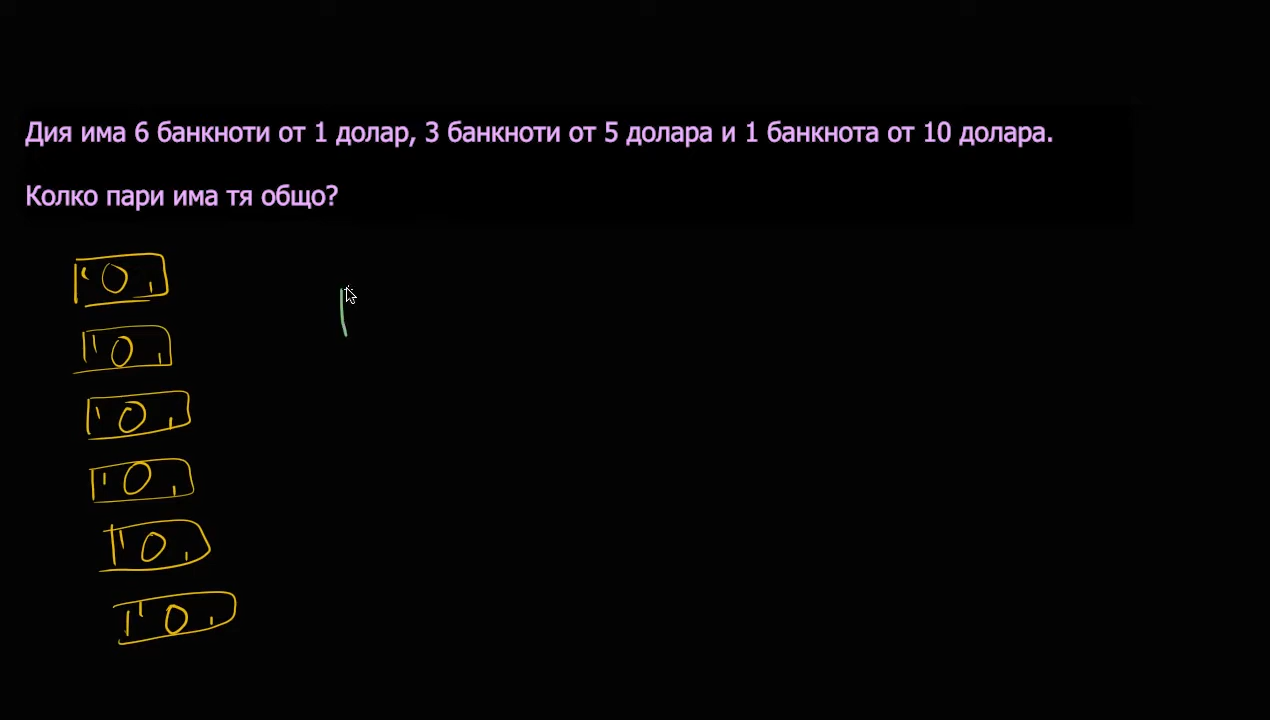 Дия има 6 банкноти от 1 долар, 3 банкноти от 5 долара и 1 банкнота от 10 долара.
Колко пари има тя общо?